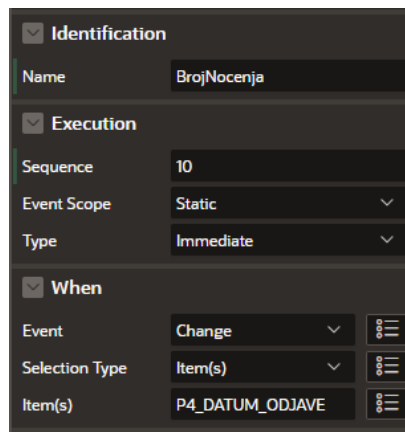 Identification
Name BrojNocenja
Execution
Sequence 10
Event Scope Static
Type Immediate
When
Event Change
Selection Type Item(s)
Item(s) P4_DATUM_ODJAVE